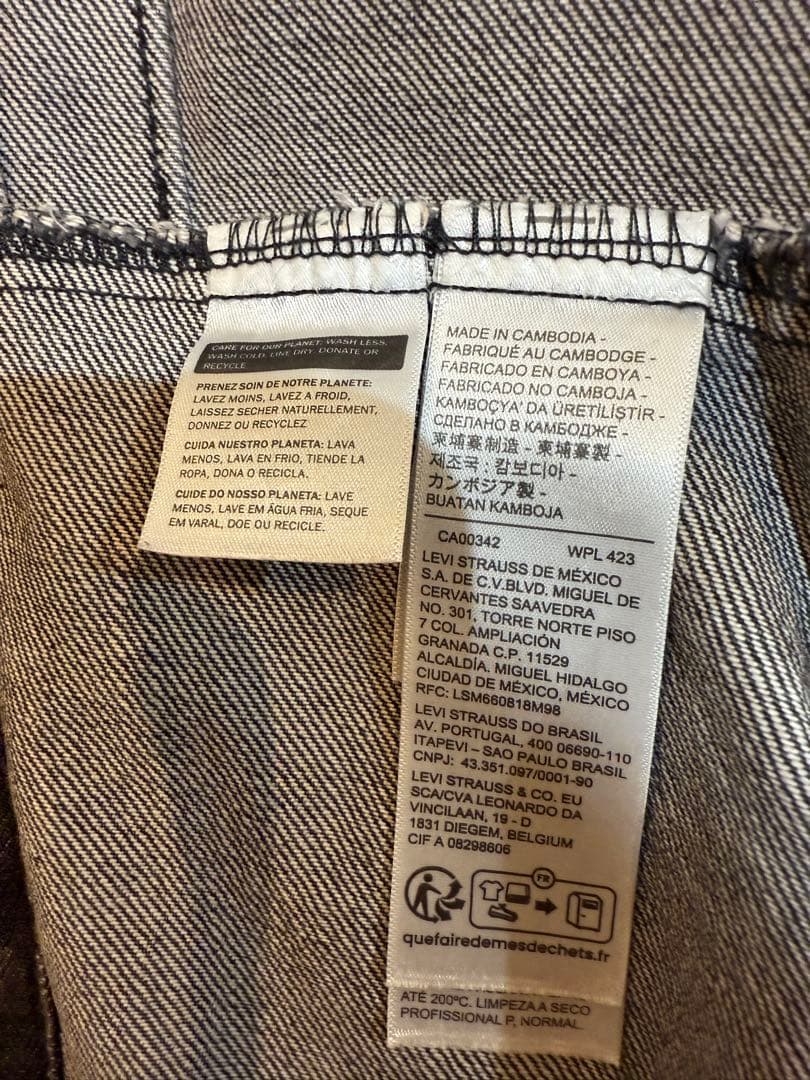 CARE FOR OUR PLANET: WASH LESS,
WASH COLD, LINE DRY, DONATE OR
RECYCLE
PRENEZ SOIN DE NOTRE PLANETE:
LAVEZ MOINS, LAVEZ A FROID,
LAISSEZ SECHER NATURELLEMENT,
DONNEZ OU RECYCLEZ
CUIDA NUESTRO PLANETA: LAVA
MENOS, LAVA EN FRIO, TIENDE LA
ROPA, DONA O RECICLA.
CUIDE DO NOSSO PLANETA: LAVE
MENOS, LAVE EM ÁGUA FRIA, SEQUE
EM VARAL, DOE OU RECICLE.
MADE IN CAMBODIA -
FABRIQUÉ AU CAMBODGE -
FABRICADO EN CAMBOYA -
FABRICADO NO CAMBOJA -
KAMBOÇYA' DA ÜRETİLİŞTİR -
СДЕЛАНО В КАМБОДЖЕ -
柬埔寨制造 - 柬埔寨製 -
제조국 : 캄보디아 -
カンボジア製 -
BUATAN KAMBOJA
CA00342 WPL 423
LEVI STRAUSS DE MÉXICO
S.A. DE C.V.BLVD. MIGUEL DE
CERVANTES SAAVEDRA
NO. 301, TORRE NORTE PISO
7 COL. AMPLIACIÓN
GRANADA C.P. 11529
ALCALDÍA. MIGUEL HIDALGO
CIUDAD DE MÉXICO, MÉXICO
RFC: LSM660818M98
LEVI STRAUSS DO BRASIL
AV. PORTUGAL, 400 06690-110
ITAPEVI – SAO PAULO BRASIL
CNPJ: 43.351.097/0001-90
LEVI STRAUSS & CO. EU
SCA/CVA LEONARDO DA
VINCILAAN, 19 - D
1831 DIEGEM, BELGIUM
CIF A 08298606
FR
quefairedemesdechets.fr
ATÉ 200ºC. LIMPEZA A SECO
PROFISSIONAL P, NORMAL